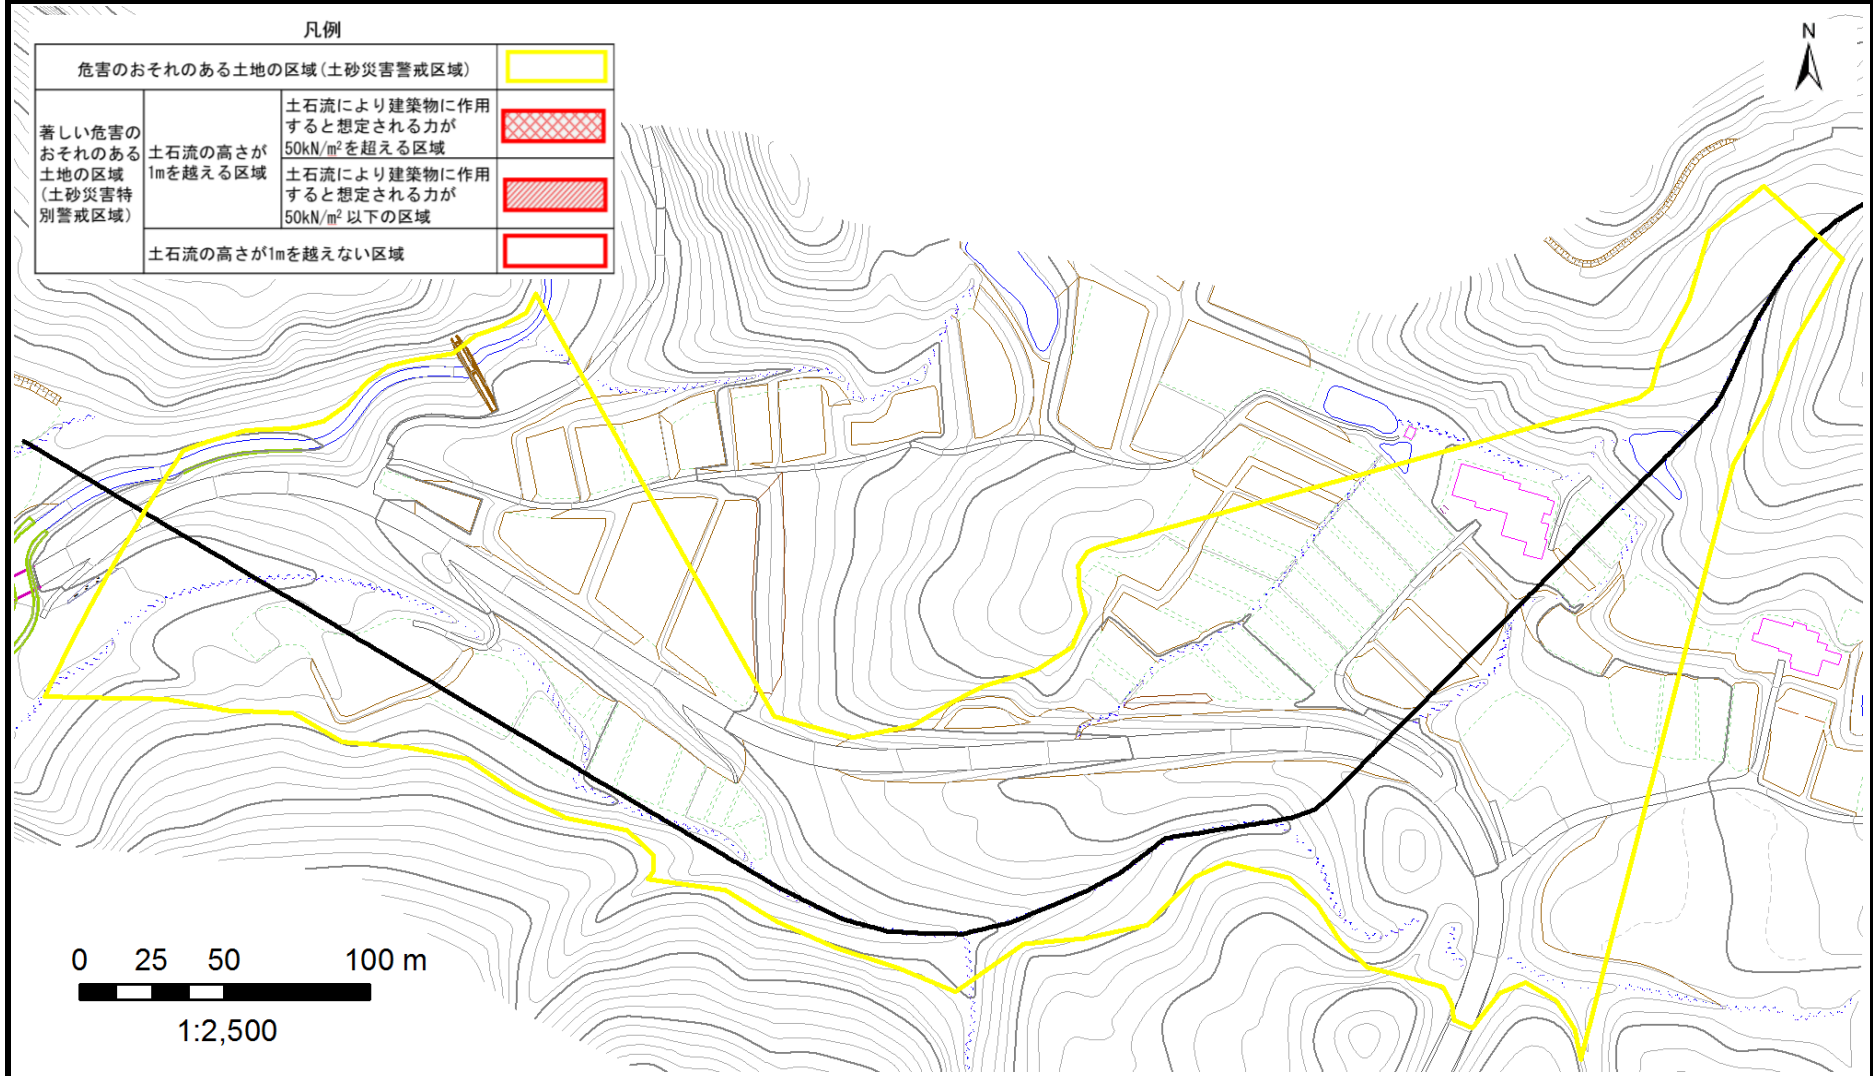 凡例
危害のおそれのある土地の区域(土砂災害警戒区域)
著しい危害の
おそれのある
土地の区域
(土砂災害特
別警戒区域)
土石流の高さが
1mを越える区域
土石流により建築物に作用
すると想定される力が
50kN/m²を超える区域
土石流により建築物に作用
すると想定される力が
50kN/m²以下の区域
土石流の高さが1mを越えない区域
N
0 25 50 100 m
1:2,500